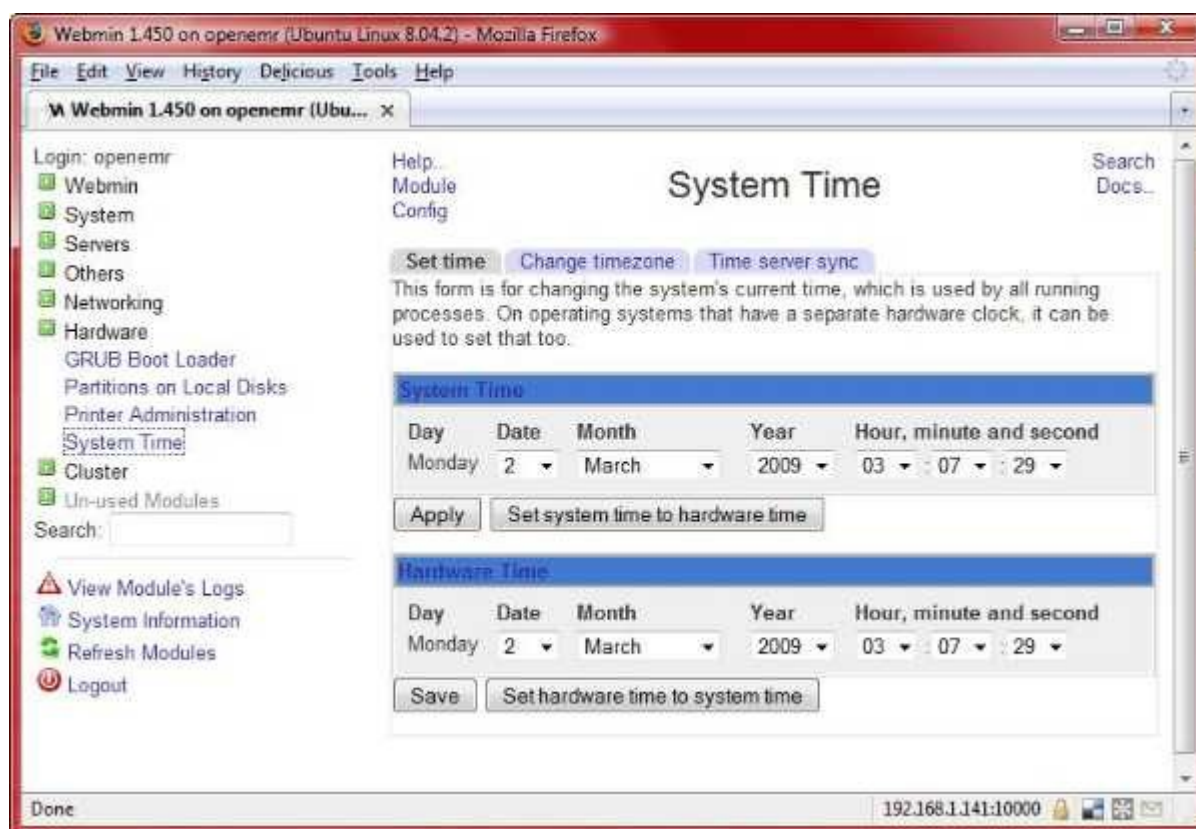 Webmin 1.450 on openemr (Ubuntu Linux 8.04.2) - Mozilla Firefox
File Edit View History Delicious Tools Help
Webmin 1.450 on openemr (Ubu...
Login: openemr
Webmin
System
Servers
Others
Networking
Hardware
GRUB Boot Loader
Partitions on Local Disks
Printer Administration
System Time
Cluster
Un-used Modules
Search:
View Module's Logs
System Information
Refresh Modules
Logout
Help..
Module
Config
System Time
Search
Docs..
Set time Change timezone Time server sync
This form is for changing the system's current time, which is used by all running
processes. On operating systems that have a separate hardware clock, it can be
used to set that too.
System Time
Day Date Month Year Hour, minute and second
Monday 2 March 2009 03 : 07 : 29
Apply Set system time to hardware time
Hardware Time
Day Date Month Year Hour, minute and second
Monday 2 March 2009 03 : 07 : 29
Save Set hardware time to system time
Done 192.168.1.141:10000